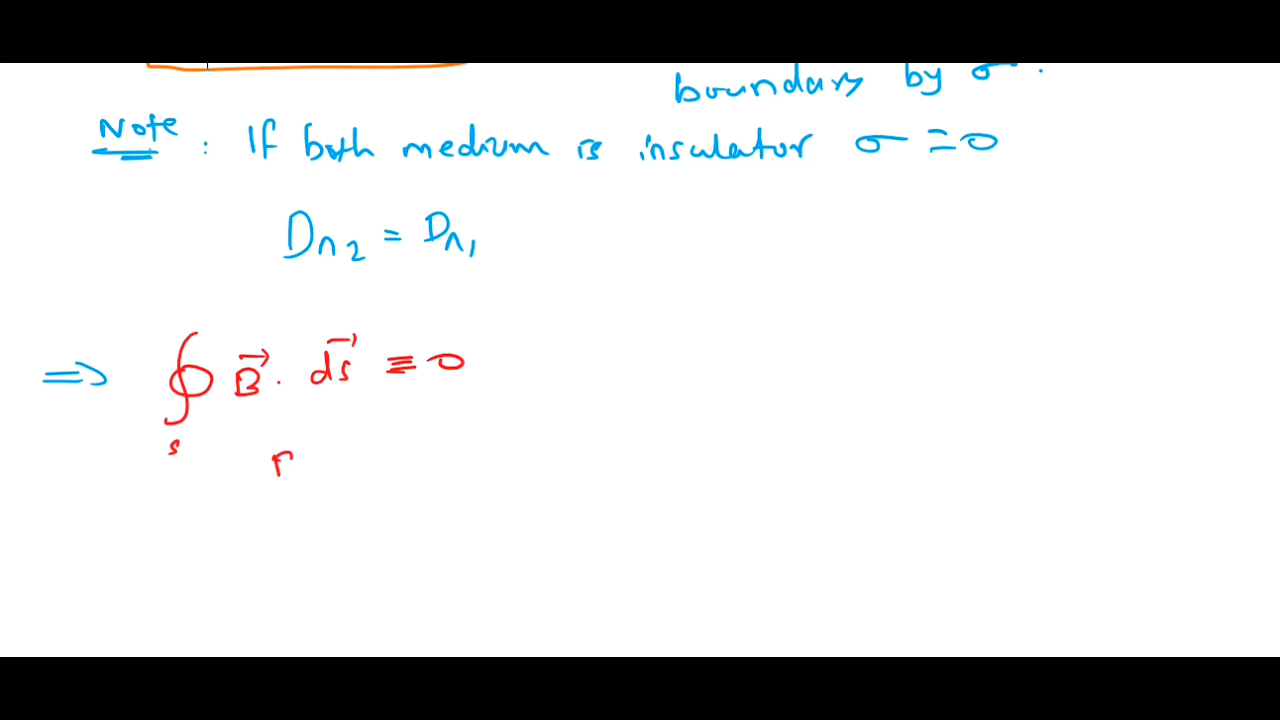 boundary by σ .
Note : If both medium is insulator σ = 0
Dn2 = Dn1
⇒ ∮s B⃗ . ds⃗ = 0